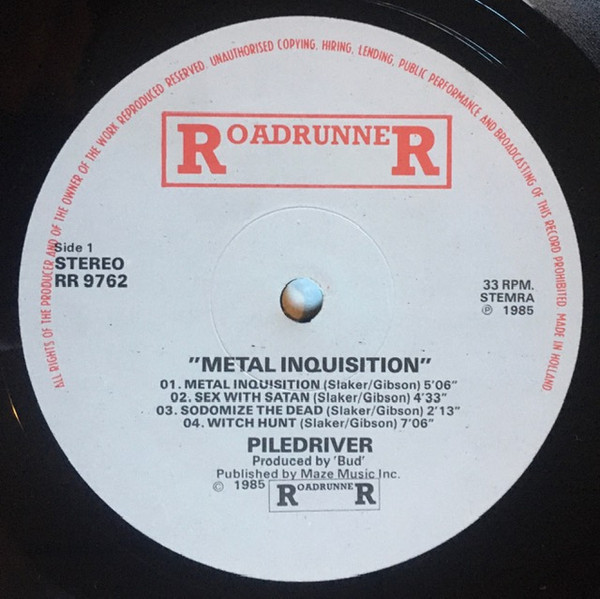 ALL RIGHTS OF THE PRODUCER AND OF THE OWNER OF THE WORK REPRODUCED RESERVED. UNAUTHORISED COPYING, HIRING, LENDING, PUBLIC PERFORMANCE AND BROADCASTING OF THIS RECORD PROHIBITED. MADE IN HOLLAND.
ROADRUNNER
Side 1
STEREO
RR 9762
33 RPM.
STEMRA
℗ 1985
"METAL INQUISITION"
01. METAL INQUISITION (Slaker/Gibson) 5'06"
02. SEX WITH SATAN (Slaker/Gibson) 4'33"
03. SODOMIZE THE DEAD (Slaker/Gibson) 2'13"
04. WITCH HUNT (Slaker/Gibson) 7'06"
PILEDRIVER
Produced by 'Bud'
Published by Maze Music Inc.
© 1985 ROADRUNNER